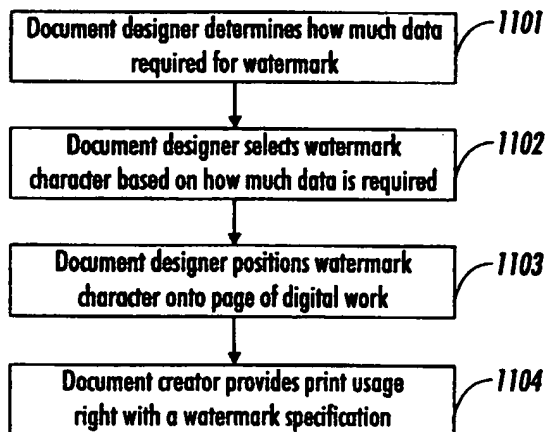 Document designer determines how much data
required for watermark
1101
Document designer selects watermark
character based on how much data is required
1102
Document designer positions watermark
character onto page of digital work
1103
Document creator provides print usage
right with a watermark specification
1104